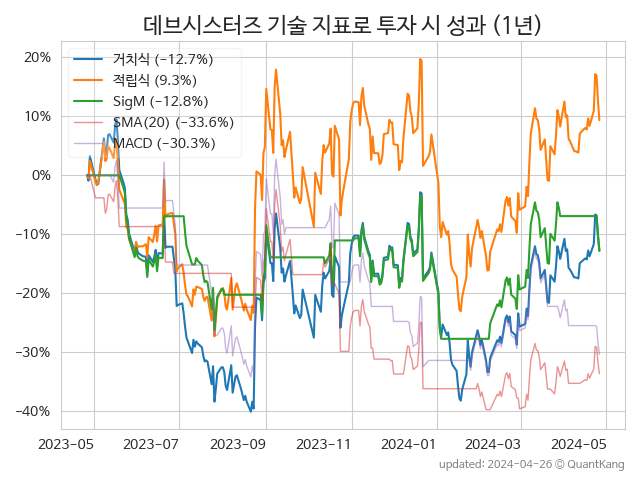 데브시스터즈 기술 지표로 투자 시 성과 (1년)
거치식 (−12.7%)
적립식 (9.3%)
SigM (−12.8%)
SMA(20) (−33.6%)
MACD (−30.3%)
20%
10%
0%
−10%
−20%
−30%
−40%
2023-05 2023-07 2023-09 2023-11 2024-01 2024-03 2024-05
updated: 2024-04-26 © QuantKang